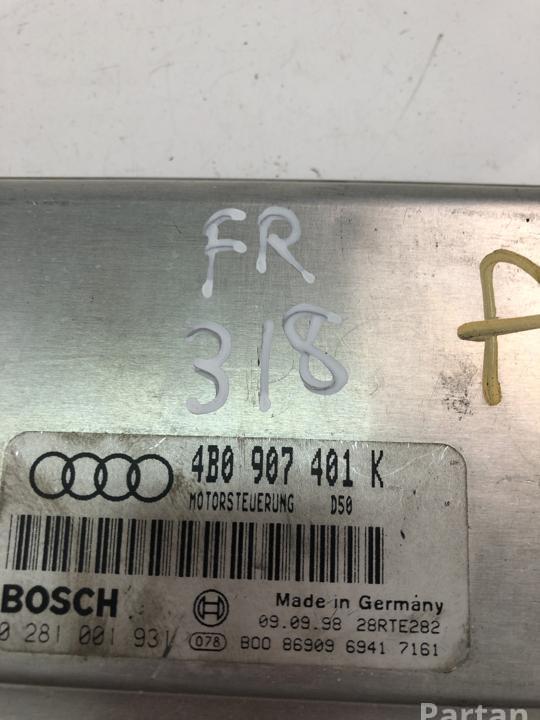 FR
318
A
4B0 907 401 K
MOTORSTEUERUNG D50
BOSCH
Made in Germany
09.09.98 28RTE282
0 281 001 931 078 B00 86909 6941 7161
Partan